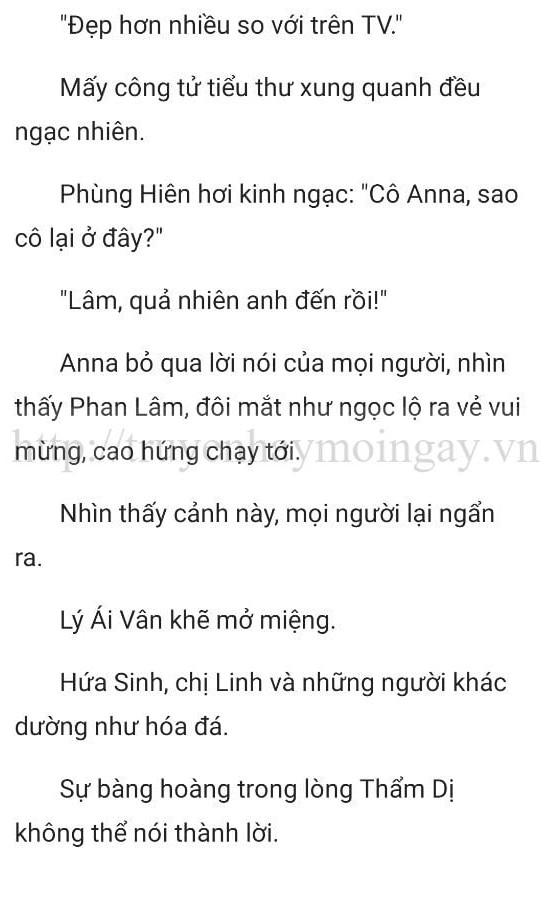 "Đẹp hơn nhiều so với trên TV."
Mấy công tử tiểu thư xung quanh đều
ngạc nhiên.
Phùng Hiên hơi kinh ngạc: "Cô Anna, sao
cô lại ở đây?"
"Lâm, quả nhiên anh đến rồi!"
Anna bỏ qua lời nói của mọi người, nhìn
thấy Phan Lâm, đôi mắt như ngọc lộ ra vẻ vui
mừng, cao hứng chạy tới.
http://truyenhaymoingay.vn
Nhìn thấy cảnh này, mọi người lại ngẩn
ra.
Lý Ái Vân khẽ mở miệng.
Hứa Sinh, chị Linh và những người khác
dường như hóa đá.
Sự bàng hoàng trong lòng Thẩm Dị
không thể nói thành lời.